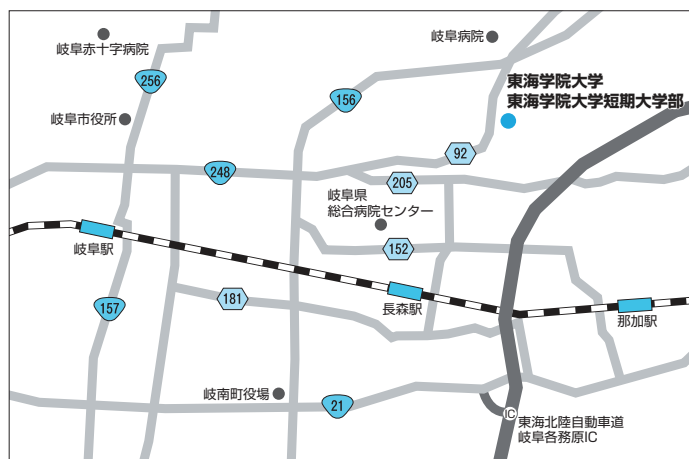 岐阜赤十字病院
岐阜病院
256
156
東海学院大学
東海学院大学短期大学部
岐阜市役所
92
248
205
岐阜県
総合病院センター
152
岐阜駅
181
長森駅
157
那加駅
岐南町役場
21
IC
東海北陸自動車道
岐阜各務原IC